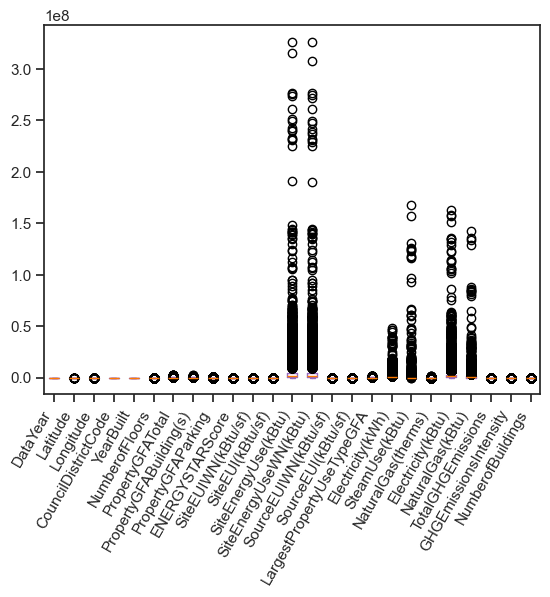 1e8
3.0
2.5
2.0
1.5
1.0
0.5
0.0
DataYear
Latitude
Longitude
CouncilDistrictCode
YearBuilt
NumberofFloors
PropertyGFATotal
PropertyGFABuilding(s)
PropertyGFAParking
ENERGYSTARScore
SiteEUIWN(kBtu/sf)
SiteEUI(kBtu/sf)
SiteEnergyUse(kBtu)
SiteEnergyUseWN(kBtu)
SourceEUIWN(kBtu/sf)
SourceEUI(kBtu/sf)
LargestPropertyUseTypeGFA
Electricity(kWh)
SteamUse(kBtu)
NaturalGas(therms)
Electricity(kBtu)
NaturalGas(kBtu)
TotalGHGEmissions
GHGEmissionsIntensity
NumberofBuildings